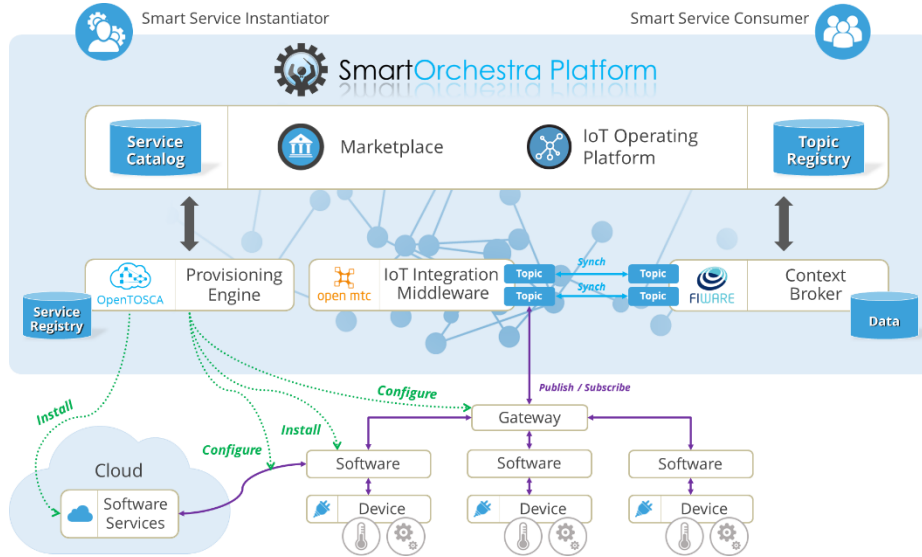 Smart Service Instantiator
Smart Service Consumer
SmartOrchestra Platform
Service
Catalog
Marketplace
IoT Operating
Platform
Topic
Registry
OpenTOSCA
Provisioning
Engine
Service
Registry
open mtc
IoT Integration
Middleware
Topic
Synch
Topic
Topic
Synch
Topic
FIWARE
Context
Broker
Data
Publish / Subscribe
Install
Configure
Install
Configure
Gateway
Cloud
Software
Services
Software
Software
Software
Device
Device
Device